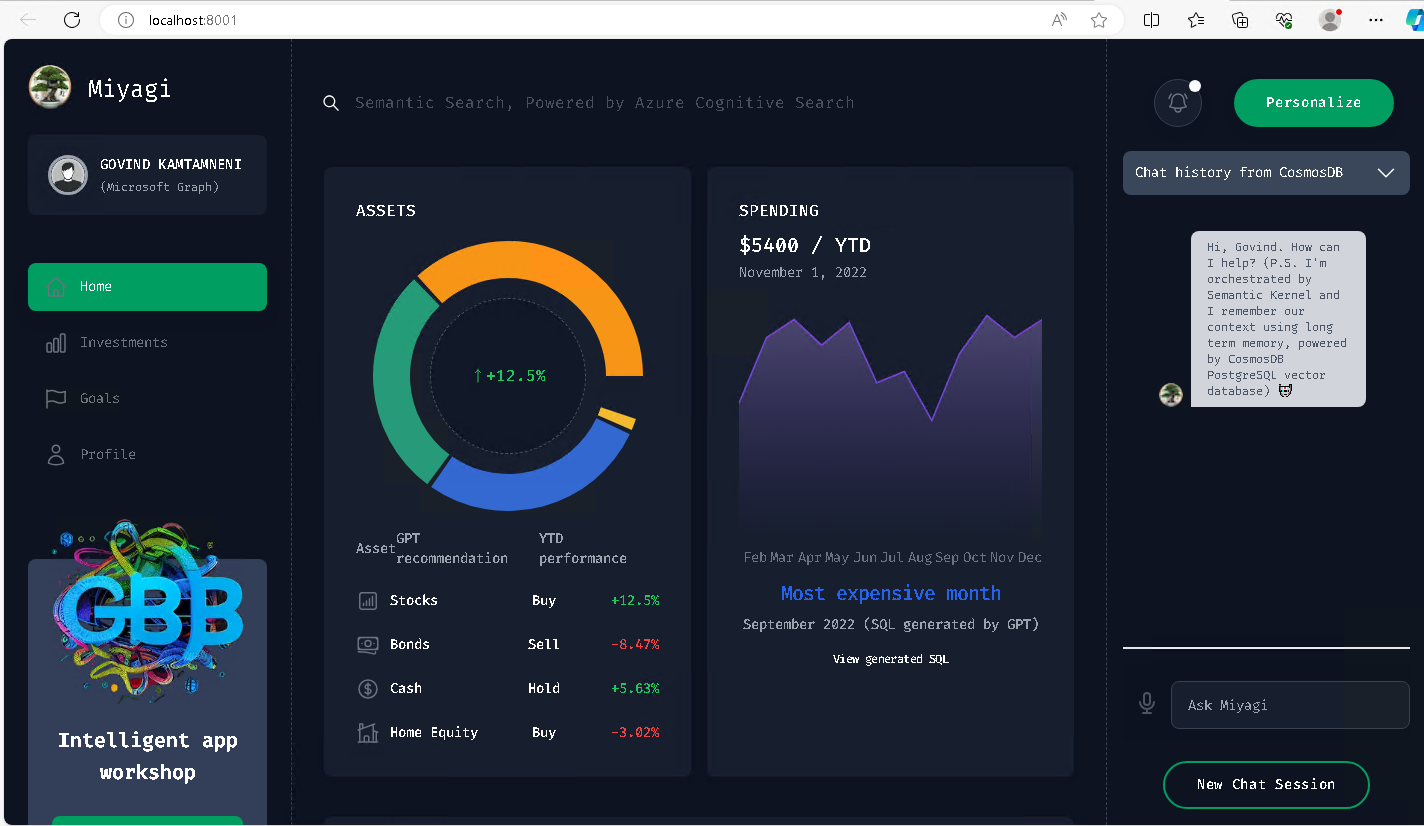 localhost:8001
Miyagi
GOVIND KAMTAMNENI
(Microsoft Graph)
Home
Investments
Goals
Profile
GBB
Intelligent app
workshop
Semantic Search, Powered by Azure Cognitive Search
ASSETS
↑+12.5%
Asset GPT recommendation YTD performance
Stocks Buy +12.5%
Bonds Sell -8.47%
Cash Hold +5.63%
Home Equity Buy -3.02%
SPENDING
$5400 / YTD
November 1, 2022
Feb Mar Apr May Jun Jul Aug Sep Oct Nov Dec
Most expensive month
September 2022 (SQL generated by GPT)
View generated SQL
Personalize
Chat history from CosmosDB
Hi, Govind. How can
I help? (P.S. I'm
orchestrated by
Semantic Kernel and
I remember our
context using long
term memory, powered
by CosmosDB
PostgreSQL vector
database)
Ask Miyagi
New Chat Session